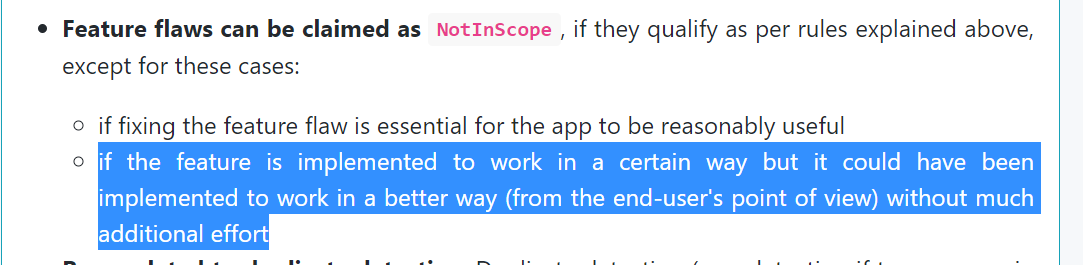 Feature flaws can be claimed as NotInScope , if they qualify as per rules explained above,
except for these cases:
if fixing the feature flaw is essential for the app to be reasonably useful
if the feature is implemented to work in a certain way but it could have been
implemented to work in a better way (from the end-user's point of view) without much
additional effort